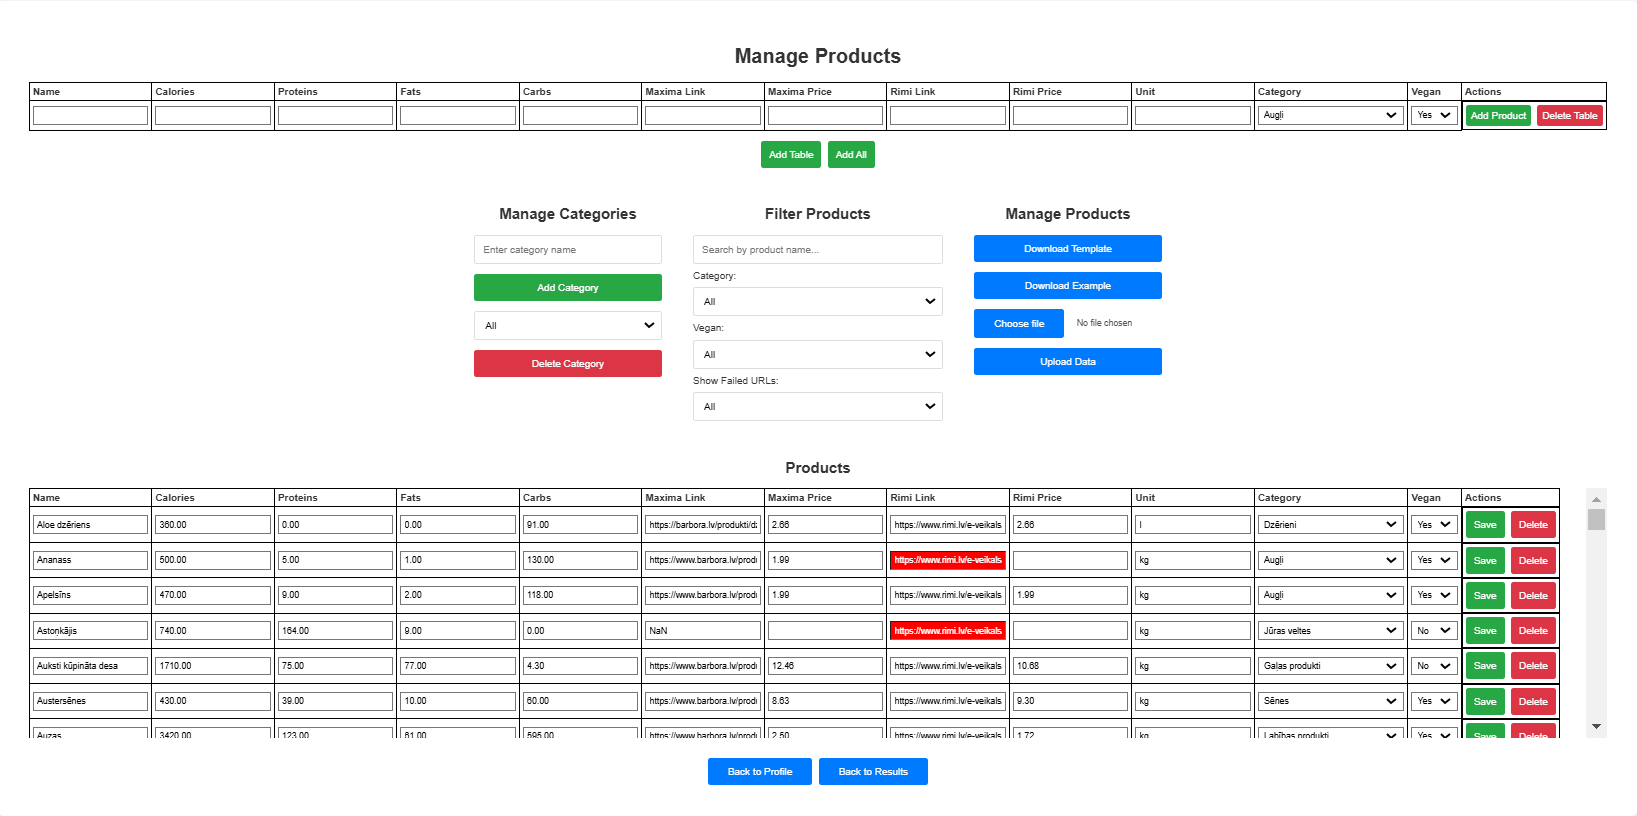 Manage Products
Name Calories Proteins Fats Carbs Maxima Link Maxima Price Rimi Link Rimi Price Unit Category Vegan Actions
Augļi Yes Add Product Delete Table
Add Table Add All
Manage Categories
Enter category name
Add Category
All
Delete Category
Filter Products
Search by product name...
Category:
All
Vegan:
All
Show Failed URLs:
All
Manage Products
Download Template
Download Example
Choose file No file chosen
Upload Data
Products
Name Calories Proteins Fats Carbs Maxima Link Maxima Price Rimi Link Rimi Price Unit Category Vegan Actions
Aloe dzēriens 360.00 0.00 0.00 91.00 https://barbora.lv/produkti/dz 2.66 https://www.rimi.lv/e-veikals 2.66 l Dzērieni Yes Save Delete
Ananass 500.00 5.00 1.00 130.00 https://www.barbora.lv/prod 1.99 https://www.rimi.lv/e-veikals kg Augļi Yes Save Delete
Apelsīns 470.00 9.00 2.00 118.00 https://www.barbora.lv/prod 1.99 https://www.rimi.lv/e-veikals 1.99 kg Augļi Yes Save Delete
Astoņkājis 740.00 164.00 9.00 0.00 NaN https://www.rimi.lv/e-veikals kg Jūras veltes No Save Delete
Auksti kūpināta desa 1710.00 75.00 77.00 4.30 https://www.barbora.lv/prod 12.46 https://www.rimi.lv/e-veikals 10.68 kg Gaļas produkti No Save Delete
Austersēnes 430.00 39.00 10.00 60.00 https://www.barbora.lv/prod 8.63 https://www.rimi.lv/e-veikals 9.30 kg Sēnes Yes Save Delete
Auzas 3420.00 123.00 61.00 595.00 https://www.barbora.lv/prod 2.50 https://www.rimi.lv/e-veikals 1.72 kg Labības produkti Yes Save Delete
Back to Profile Back to Results